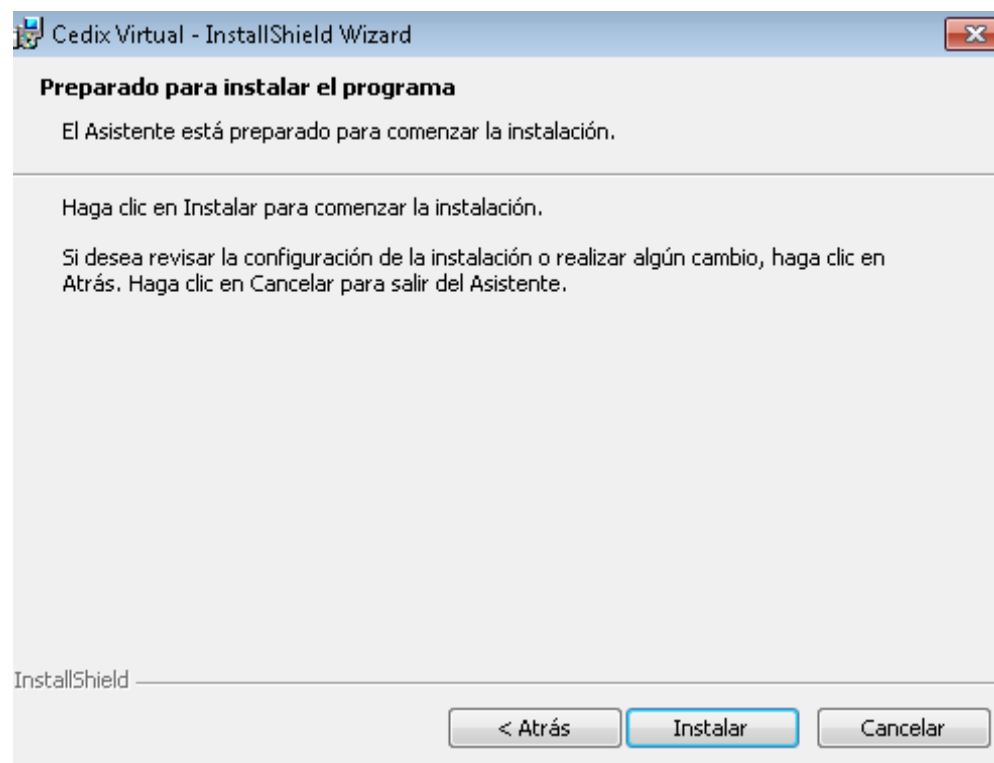 Cedix Virtual - InstallShield Wizard
Preparado para instalar el programa
El Asistente está preparado para comenzar la instalación.
Haga clic en Instalar para comenzar la instalación.
Si desea revisar la configuración de la instalación o realizar algún cambio, haga clic en
Atrás. Haga clic en Cancelar para salir del Asistente.
InstallShield
< Atrás
Instalar
Cancelar